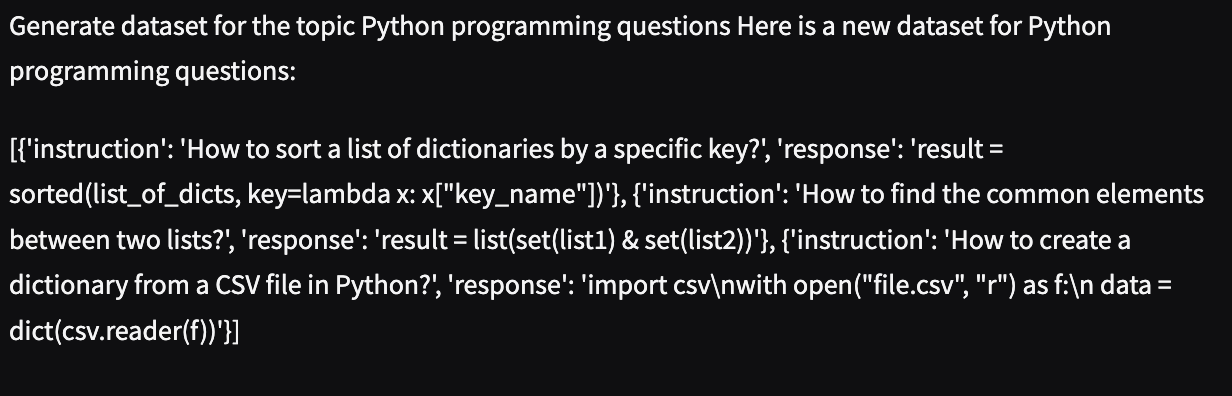 Generate dataset for the topic Python programming questions Here is a new dataset for Python
programming questions:
[{'instruction': 'How to sort a list of dictionaries by a specific key?', 'response': 'result =
sorted(list_of_dicts, key=lambda x: x["key_name"])'}, {'instruction': 'How to find the common elements
between two lists?', 'response': 'result = list(set(list1) & set(list2))'}, {'instruction': 'How to create a
dictionary from a CSV file in Python?', 'response': 'import csv\nwith open("file.csv", "r") as f:\n data =
dict(csv.reader(f))'}]